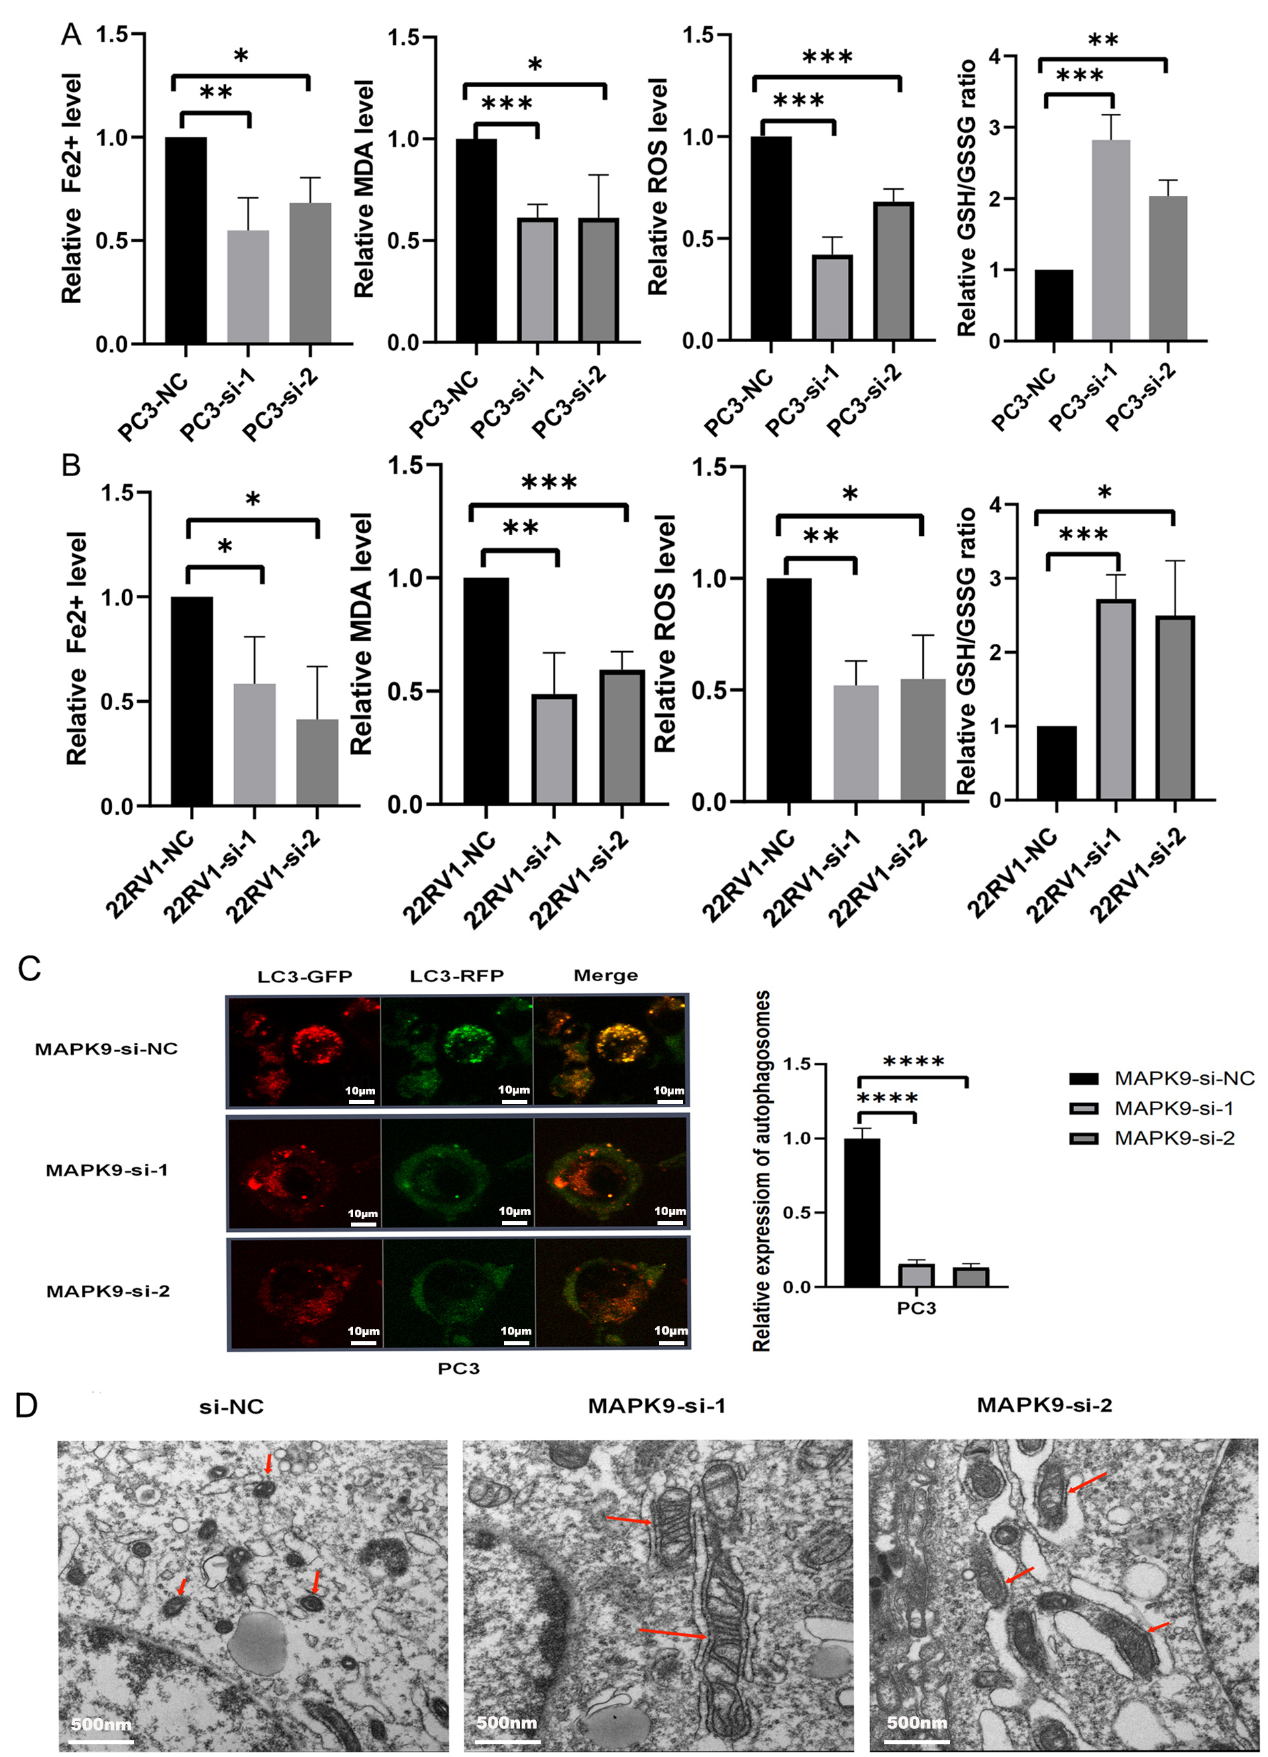 A
Relative Fe2+ level
1.5
1.0
0.5
0.0
*
**
PC3-NC
PC3-si-1
PC3-si-2
Relative MDA level
1.5
1.0
0.5
0.0
*
***
PC3-NC
PC3-si-1
PC3-si-2
Relative ROS level
1.5
1.0
0.5
0.0
***
***
PC3-NC
PC3-si-1
PC3-si-2
Relative GSH/GSSG ratio
4
3
2
1
0
**
***
PC3-NC
PC3-si-1
PC3-si-2
B
Relative Fe2+ level
1.5
1.0
0.5
0.0
*
*
22RV1-NC
22RV1-si-1
22RV1-si-2
Relative MDA level
1.5
1.0
0.5
0.0
***
**
22RV1-NC
22RV1-si-1
22RV1-si-2
Relative ROS level
1.5
1.0
0.5
0.0
*
**
22RV1-NC
22RV1-si-1
22RV1-si-2
Relative GSH/GSSG ratio
4
3
2
1
0
*
***
22RV1-NC
22RV1-si-1
22RV1-si-2
C
LC3-GFP LC3-RFP Merge
MAPK9-si-NC
10μm 10μm 10μm
MAPK9-si-1
10μm 10μm 10μm
MAPK9-si-2
10μm 10μm 10μm
PC3
Relative expressiom of autophagosomes
1.5
1.0
0.5
0.0
****
****
PC3
MAPK9-si-NC
MAPK9-si-1
MAPK9-si-2
D
si-NC MAPK9-si-1 MAPK9-si-2
500nm 500nm 500nm